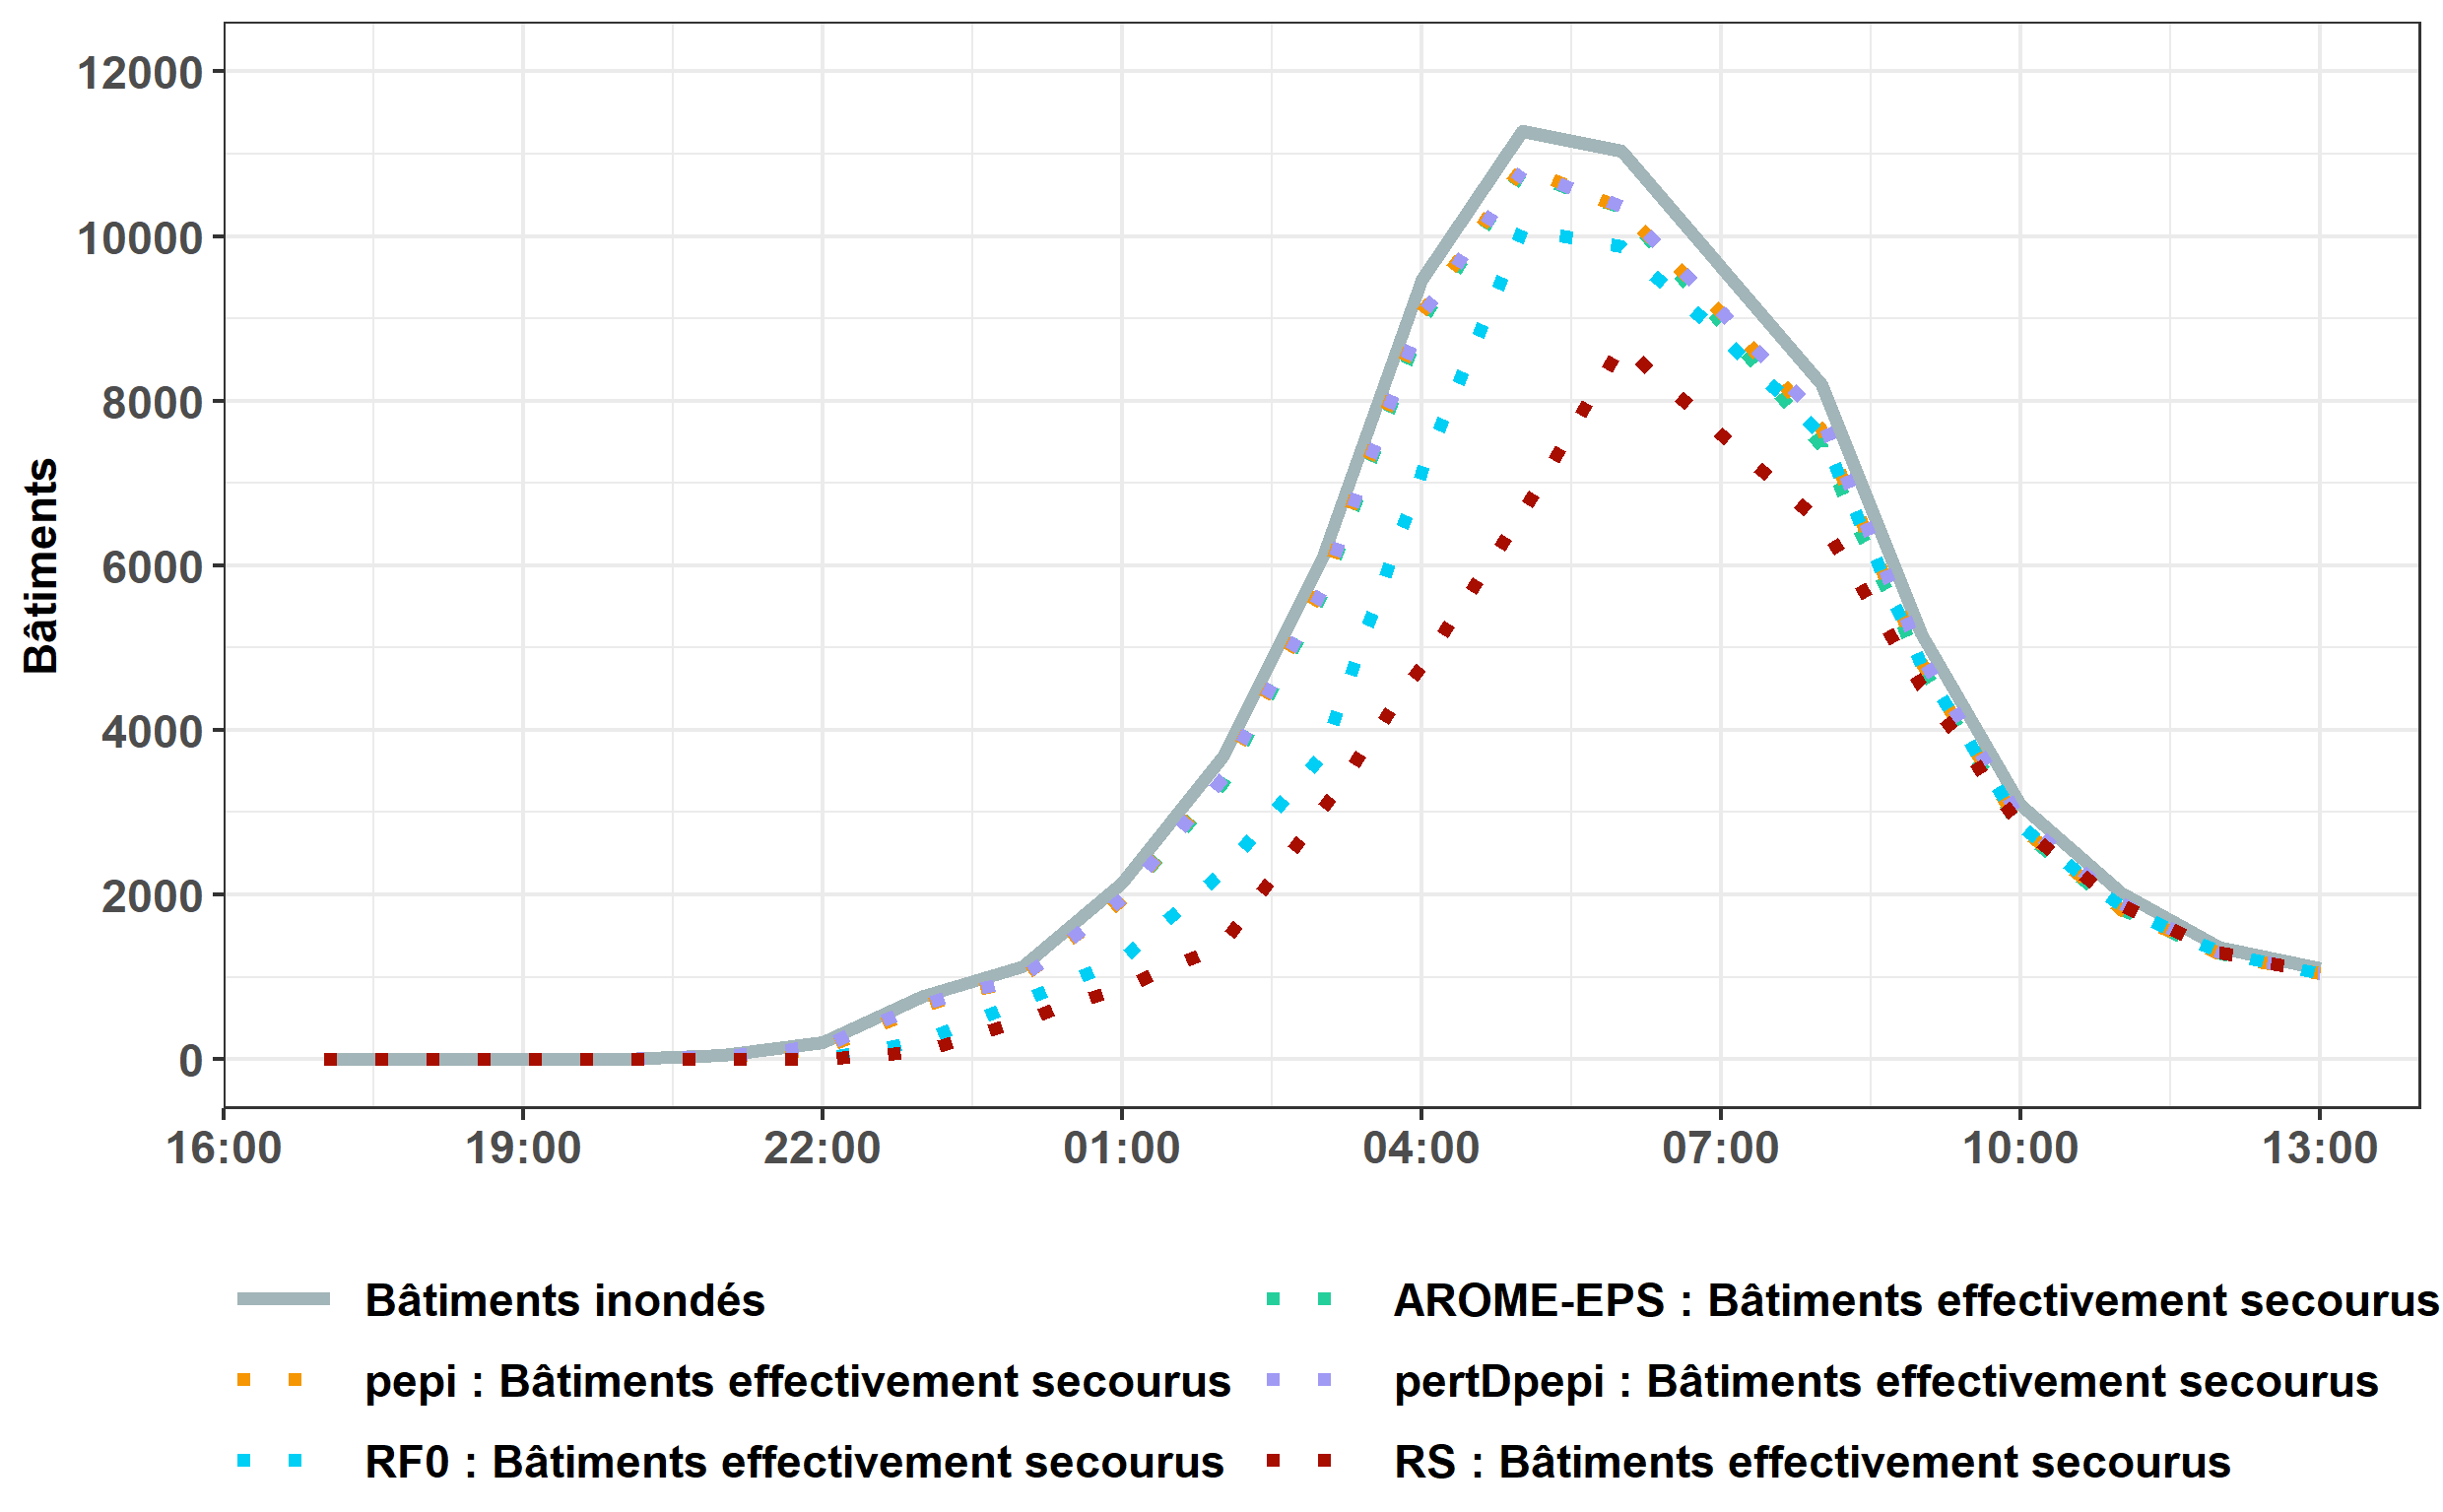 12000
10000
8000
6000
4000
2000
0
Bâtiments
16:00 19:00 22:00 01:00 04:00 07:00 10:00 13:00
Bâtiments inondés
pepi : Bâtiments effectivement secourus
RF0 : Bâtiments effectivement secourus
AROME-EPS : Bâtiments effectivement secourus
pertDpepi : Bâtiments effectivement secourus
RS : Bâtiments effectivement secourus